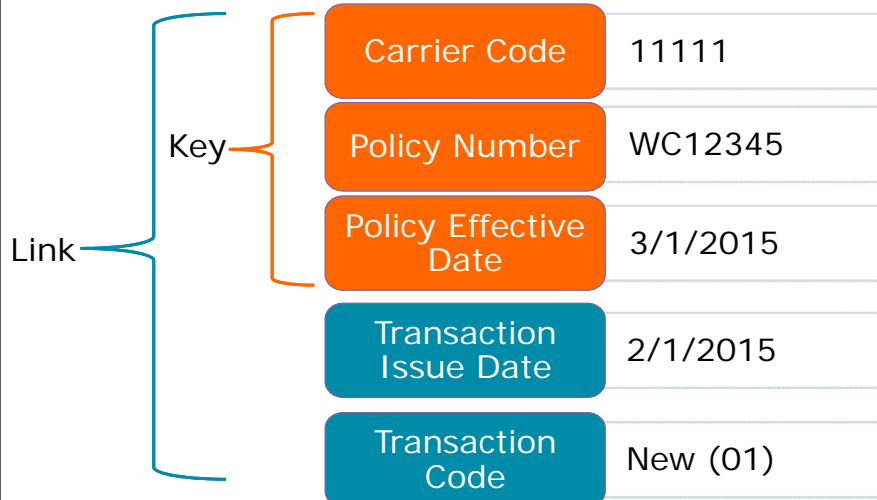 Carrier Code
11111
Key
Policy Number
WC12345
Link
Policy Effective
Date
3/1/2015
Transaction
Issue Date
2/1/2015
Transaction
Code
New (01)